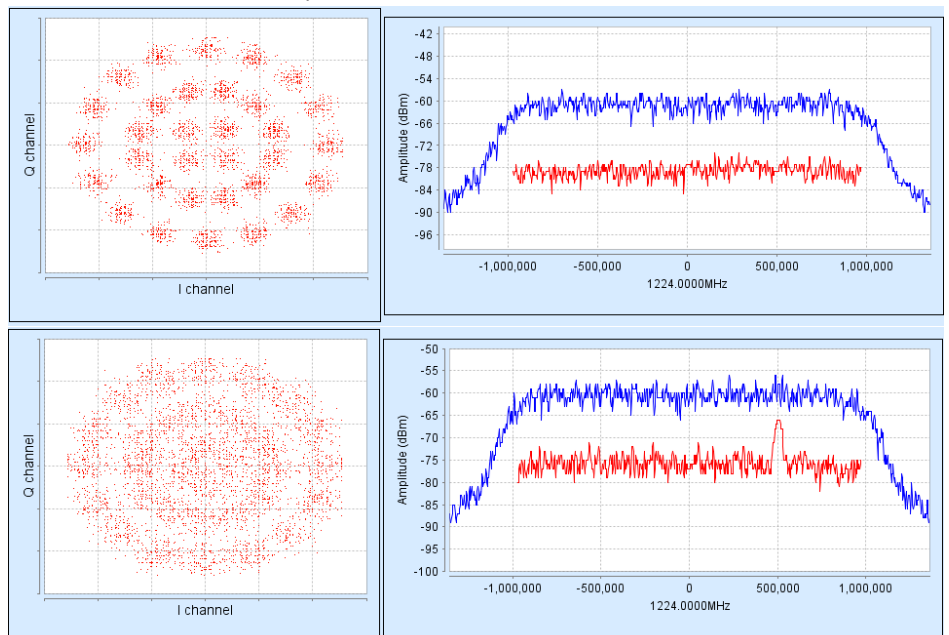 Q channel
I channel
Amplitude (dBm)
-42
-48
-54
-60
-66
-72
-78
-84
-90
-96
-1,000,000 -500,000 0 500,000 1,000,000
1224.0000MHz
Q channel
I channel
Amplitude (dBm)
-50
-55
-60
-65
-70
-75
-80
-85
-90
-95
-100
-1,000,000 -500,000 0 500,000 1,000,000
1224.0000MHz